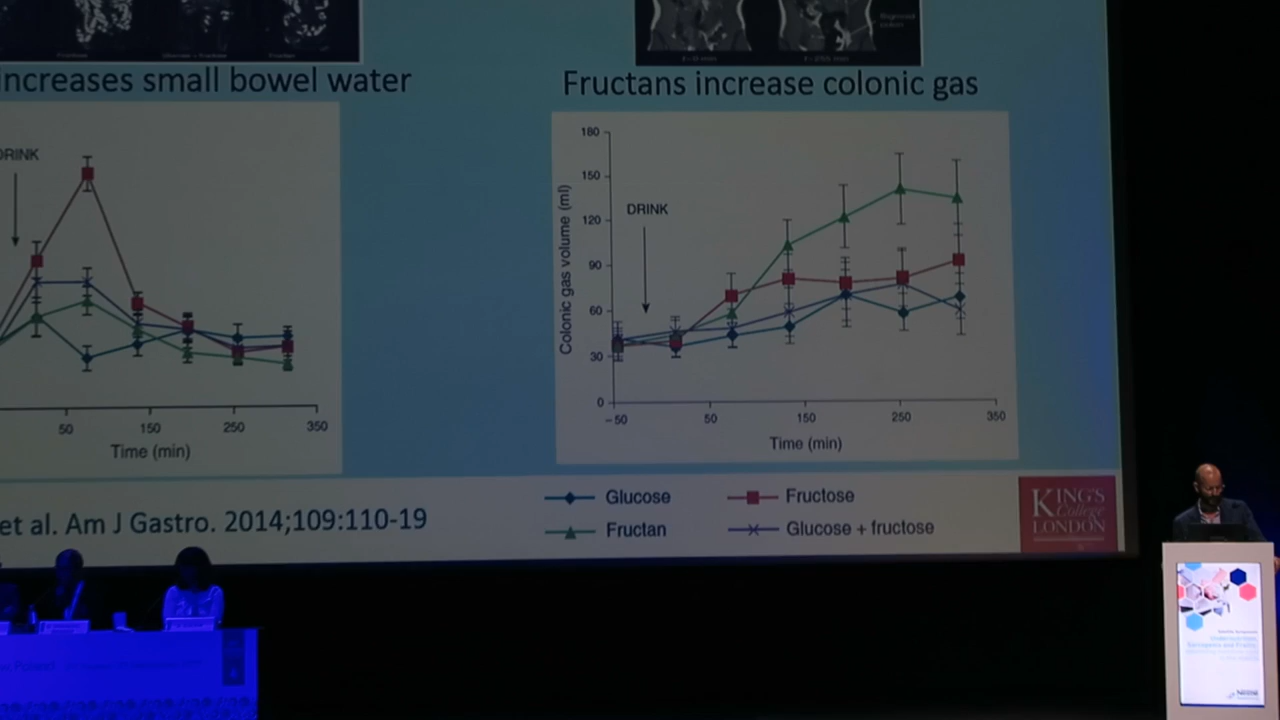 increases small bowel water
Fructans increase colonic gas
DRINK
50
150
250
350
Time (min)
Colonic gas volume (ml)
180
150
120
90
60
30
0
DRINK
– 50
50
150
250
350
Time (min)
et al. Am J Gastro. 2014;109:110-19
Glucose
Fructose
Fructan
Glucose + fructose
KING'S
College
LONDON
Nestlé